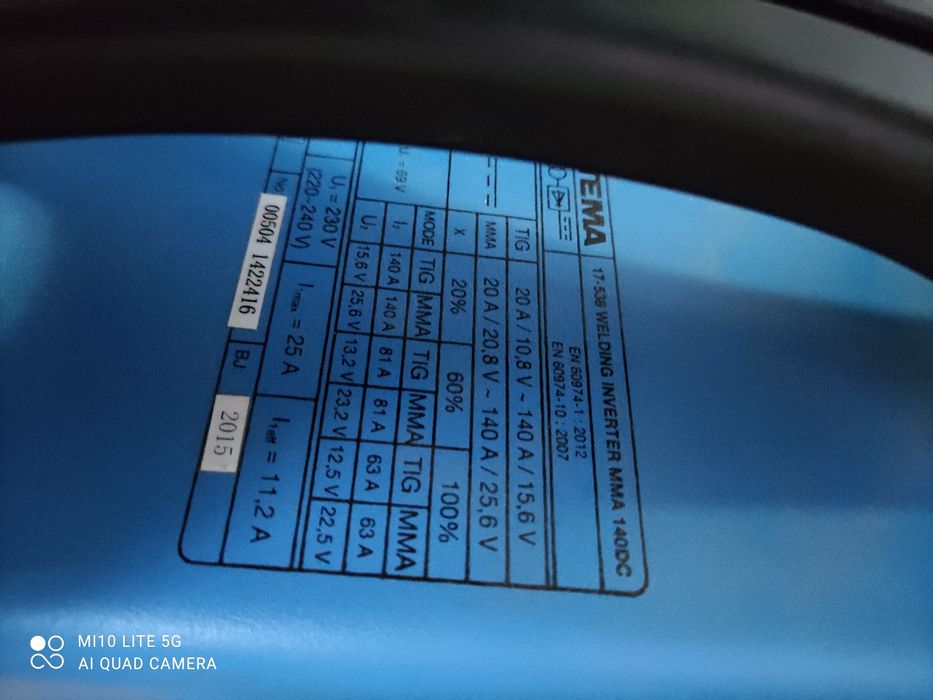 TEMA 17-538 WELDING INVERTER MMA 140DC
EN 60974-1 : 2012
EN 60974-10 : 2007
TIG 20 A / 10,8 V ~ 140 A / 15,6 V
MMA 20 A / 20,8 V ~ 140 A / 25,6 V
X 20% 60% 100%
MODE TIG MMA TIG MMA TIG MMA
= 69 V
I₂ 140 A 140 A 81 A 81 A 63 A 63 A
U₂ 15,6 V 25,6 V 13,2 V 23,2 V 12,5 V 22,5 V
U₁ = 230 V
(220-240 V)
I₁max = 25 A
I₁eff = 11,2 A
No. 00504 1422416
BJ 2015
MI10 LITE 5G
AI QUAD CAMERA